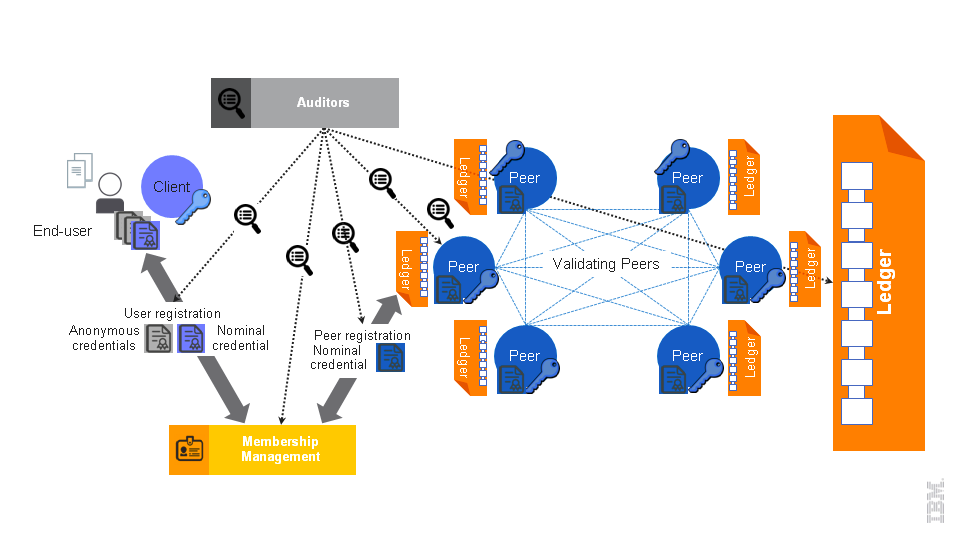 Auditors
Client
End-user
User registration
Anonymous
credentials
Nominal
credential
Peer registration
Nominal
credential
Membership
Management
Ledger
Peer
Peer
Ledger
Ledger
Peer
Validating Peers
Peer
Ledger
Ledger
Peer
Peer
Ledger
Ledger
IBM